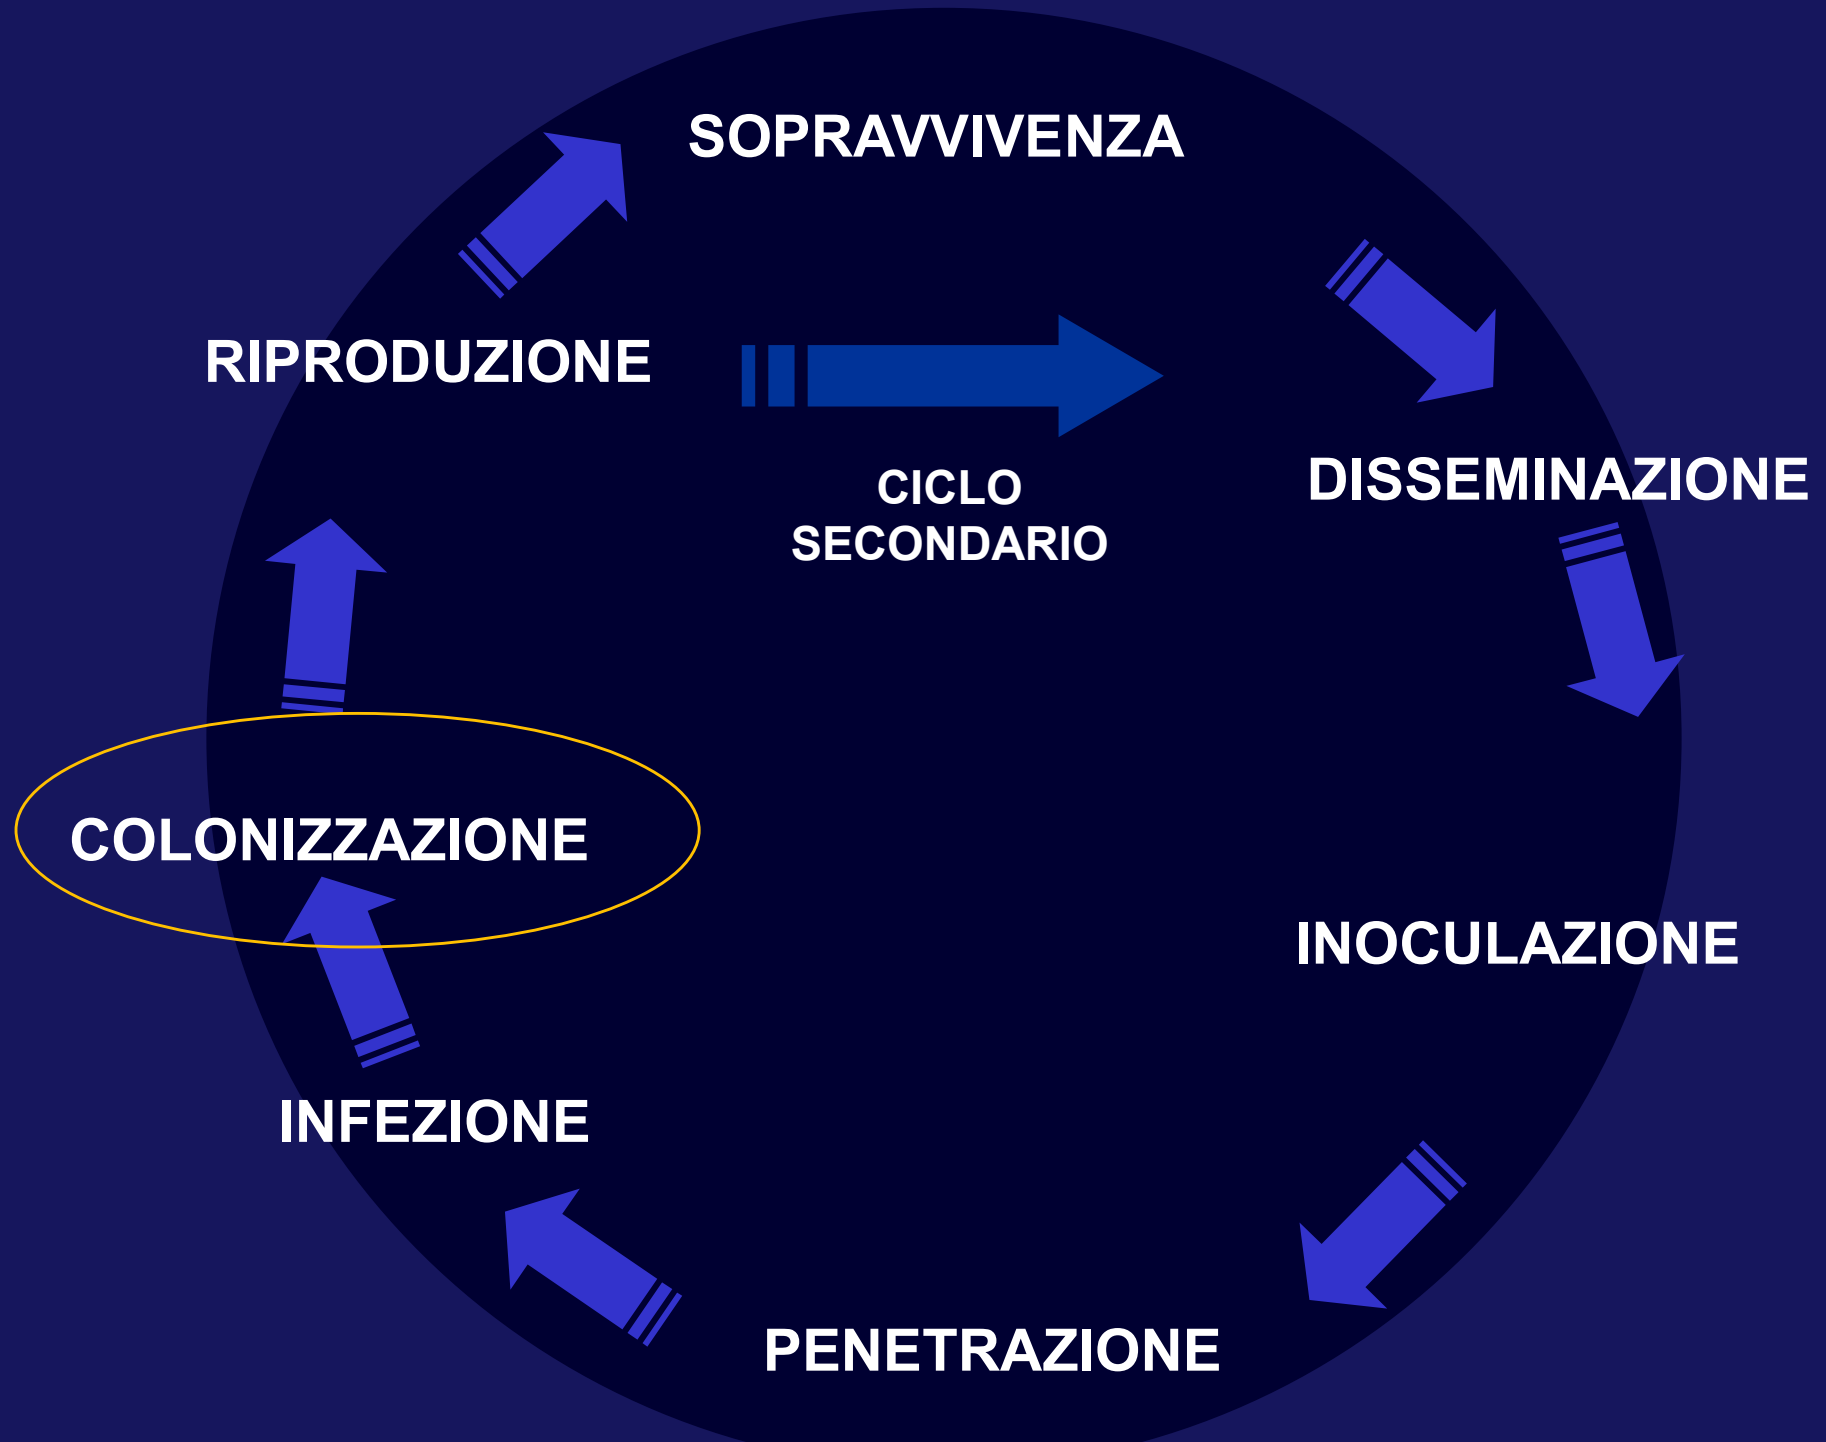 SOPRAVVIVENZA
RIPRODUZIONE
CICLO
SECONDARIO
DISSEMINAZIONE
COLONIZZAZIONE
INOCULAZIONE
INFEZIONE
PENETRAZIONE